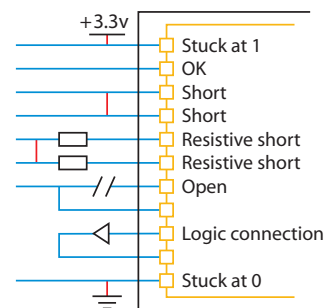 +3.3v
Stuck at 1
OK
Short
Short
Resistive short
Resistive short
Open
Logic connection
Stuck at 0